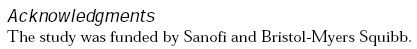 Acknowledgments
The study was funded by Sanofi and Bristol-Myers Squibb.